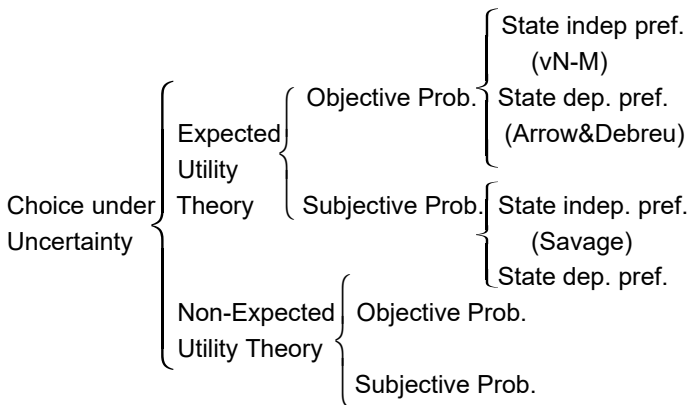 State indep pref.
(vN-M)
Objective Prob.
State dep. pref.
(Arrow&Debreu)
Expected
Utility
Theory
Subjective Prob.
State indep. pref.
(Savage)
State dep. pref.
Choice under
Uncertainty
Non-Expected
Utility Theory
Objective Prob.
Subjective Prob.